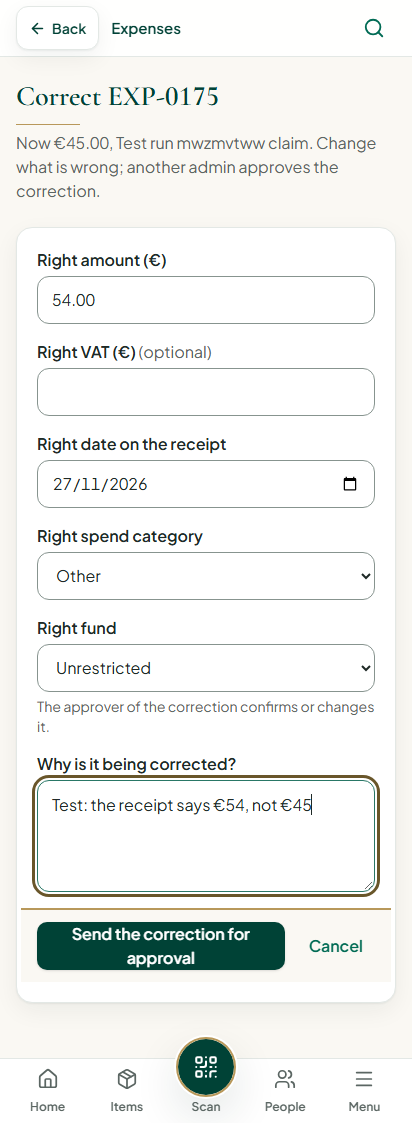 Back
Expenses
Correct EXP-0175
Now €45.00, Test run mwzmvtww claim. Change
what is wrong; another admin approves the
correction.
Right amount (€)
54.00
Right VAT (€) (optional)
Right date on the receipt
27/11/2026
Right spend category
Other
Right fund
Unrestricted
The approver of the correction confirms or changes
it.
Why is it being corrected?
Test: the receipt says €54, not €45
Send the correction for
approval
Cancel
Home
Items
Scan
People
Menu